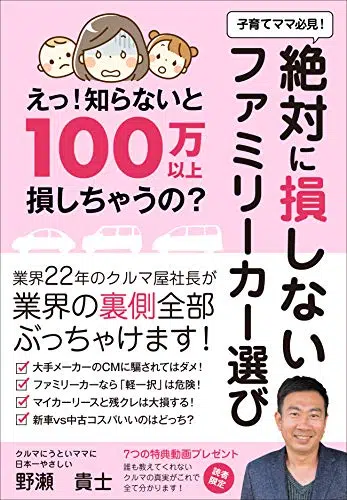 子育てママ必見!
絶対に損しない
ファミリーカー選び
えっ!知らないと
100万
以上
損しちゃうの?
業界22年のクルマ屋社長が
業界の裏側全部
ぶっちゃけます!
大手メーカーのCMに騙されてはダメ!
ファミリーカーなら「軽一択」は危険!
マイカーリースと残クレは大損する!
新車vs中古コスパいいのはどっち?
クルマにうといママに
日本一やさしい
野瀬 貴士
7つの特典動画プレゼント
誰も教えてくれない
クルマの真実がこれで
全て分かります!
読者
限定